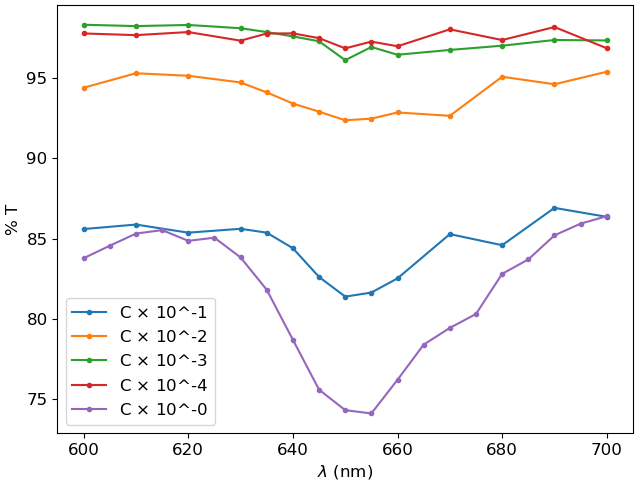 95
90
85
80
75
% T
C × 10^-1
C × 10^-2
C × 10^-3
C × 10^-4
C × 10^-0
600 620 640 660 680 700
λ (nm)